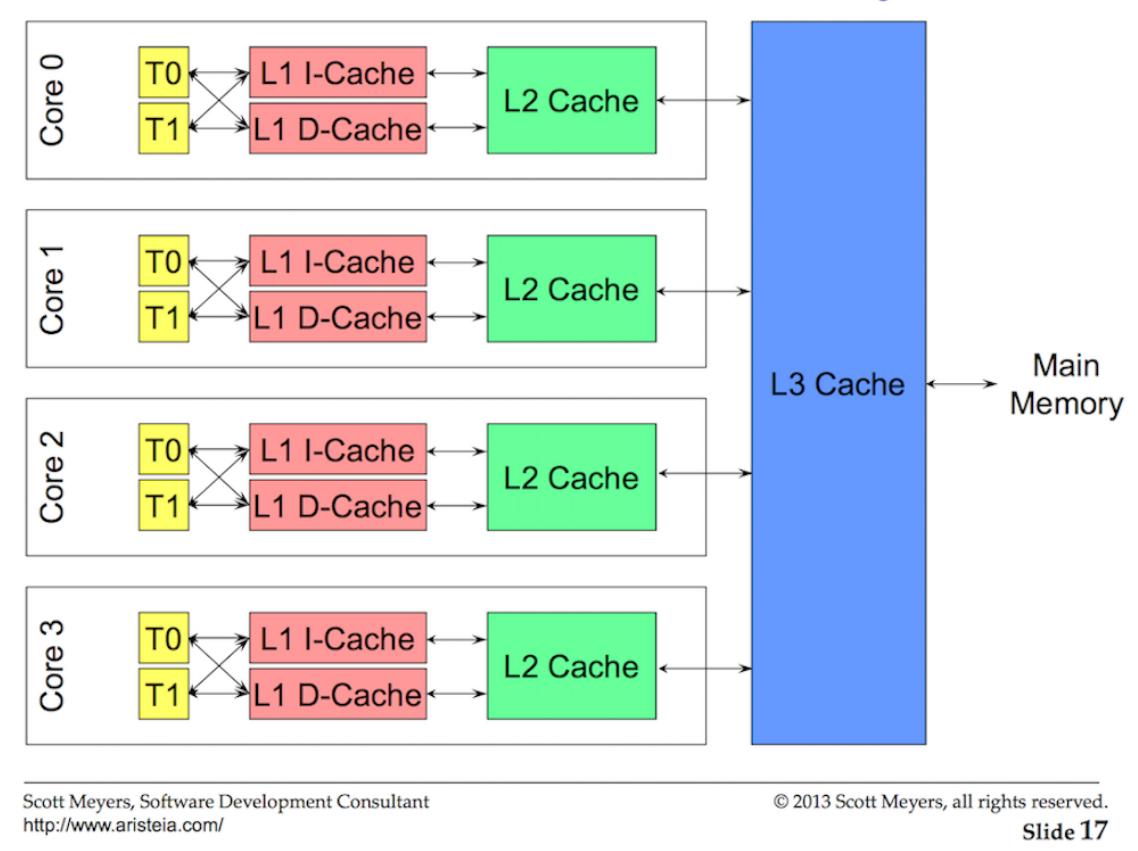 Core 0
T0
L1 I-Cache
T1
L1 D-Cache
L2 Cache
Core 1
T0
L1 I-Cache
T1
L1 D-Cache
L2 Cache
Core 2
T0
L1 I-Cache
T1
L1 D-Cache
L2 Cache
Core 3
T0
L1 I-Cache
T1
L1 D-Cache
L2 Cache
L3 Cache
Main
Memory
Scott Meyers, Software Development Consultant
http://www.aristeia.com/
© 2013 Scott Meyers, all rights reserved.
Slide 17